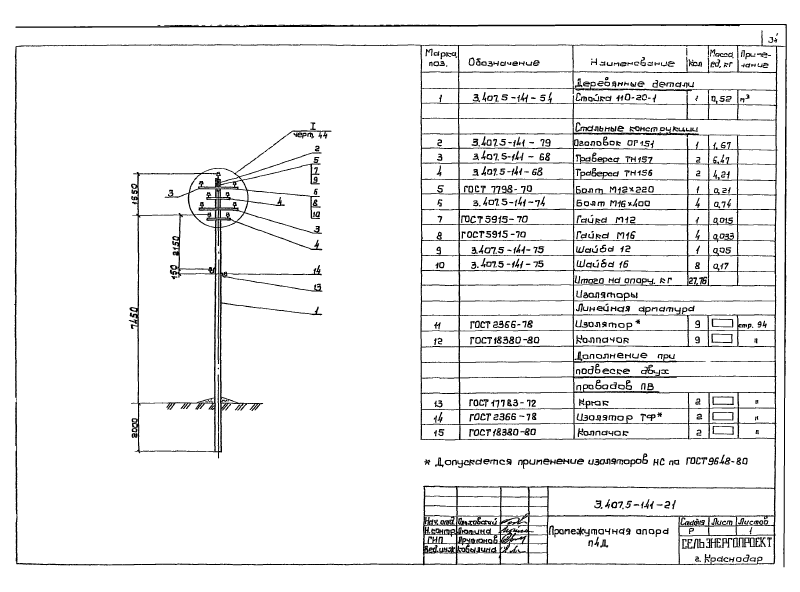 34
Марка, поз. Обозначение Наименование Кол Масса ед. кг Приме-чание
Деревянные детали
1 3.407.5-141-54 Стойка 110-20-1 1 0,52 м³
Стальные конструкции
2 3.407.5-141-79 Оголовок ОГ151 1 1,67
3 3.407.5-141-68 Траверса ТН157 2 6,47
4 3.407.5-141-68 Траверса ТН156 2 4,21
5 ГОСТ 7798-70 Болт М12×220 1 0,21
6 3.407.5-141-74 Болт М16×400 4 0,74
7 ГОСТ 5915-70 Гайка М12 1 0,015
8 ГОСТ 5915-70 Гайка М16 4 0,033
9 3.407.5-141-75 Шайба 12 1 0,05
10 3.407.5-141-75 Шайба 16 8 0,17
Итого на опору, кг 27,76
Изоляторы
Линейная арматура
11 ГОСТ 2366-78 Изолятор* 9 стр. 94
12 ГОСТ 18380-80 Колпачок 9 "
Дополнение при
подвеске двух
проводов ПВ
13 ГОСТ 17783-72 Крюк 2 "
14 ГОСТ 2366-78 Изолятор ТФ* 2 "
15 ГОСТ 18380-80 Колпачок 2 "
* Допускается применение изоляторов НС по ГОСТ 9648-80
I
черт. 44
2
5
7
9
6
8
10
3
4
3
4
14
13
1
1650
2150
150
7450
2000
3.407.5-141-21
Нач. отд.
Н.контр. Люпина
ГИП
Вед.инж. Ковылина
Промежуточная опора
П4Д
Стадия Лист Листов
Р 1
СЕЛЬЭНЕРГОПРОЕКТ
г. Краснодар